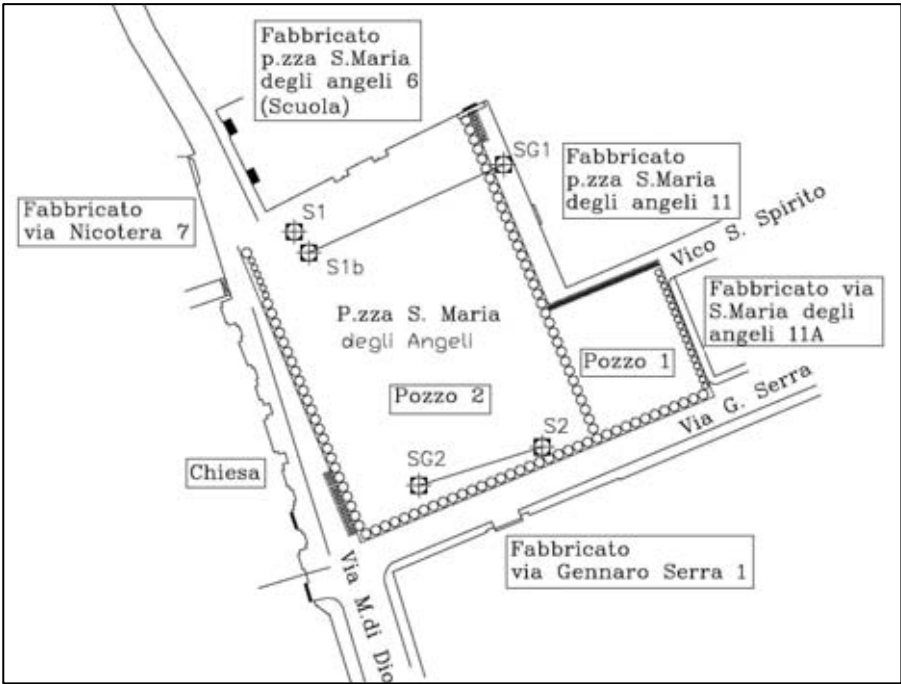 Fabbricato
p.zza S.Maria
degli angeli 6
(Scuola)
SG1
Fabbricato
p.zza S.Maria
degli angeli 11
Fabbricato
via Nicotera 7
S1
S1b
Vico S. Spirito
Fabbricato via
S.Maria degli
angeli 11A
P.zza S. Maria
degli Angeli
Pozzo 1
Pozzo 2
Via G. Serra
S2
SG2
Chiesa
Fabbricato
via Gennaro Serra 1
Via M.di Dio